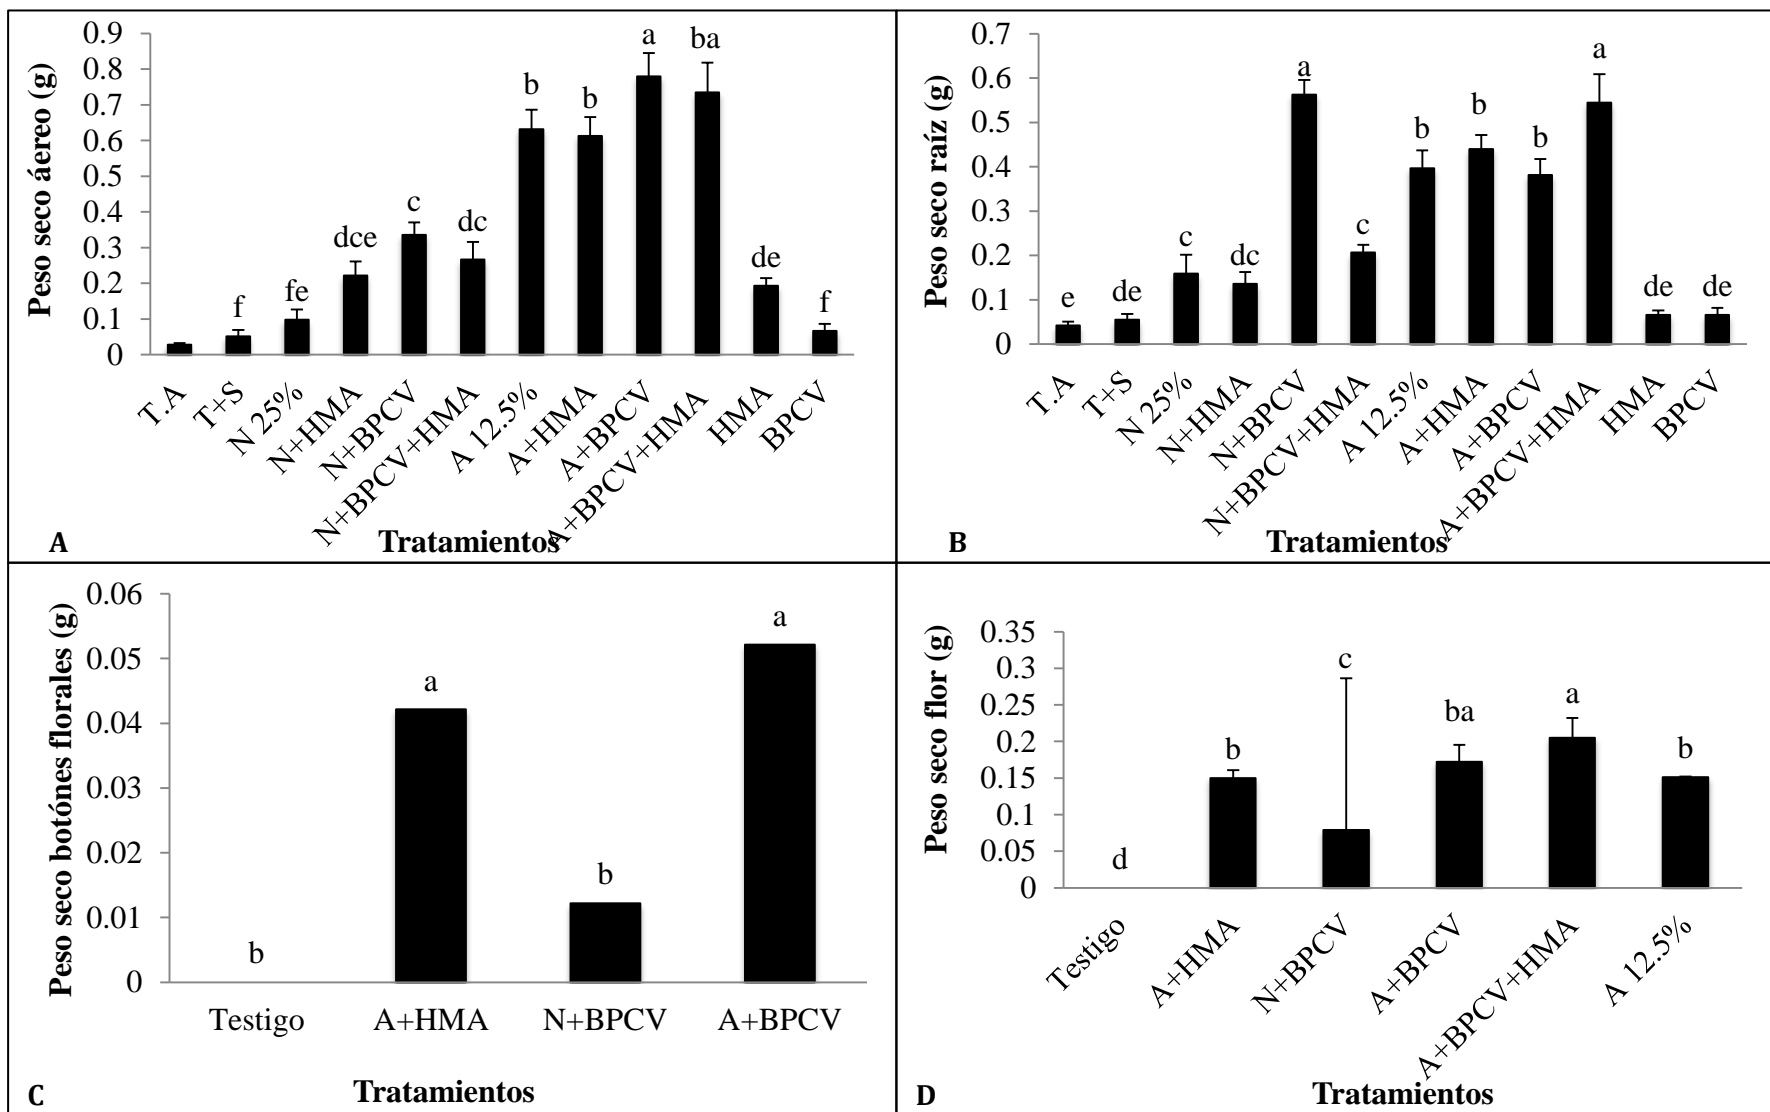 Peso seco áereo (g)
0.9
0.8
0.7
0.6
0.5
0.4
0.3
0.2
0.1
0
f
fe
dce
c
dc
b
b
a
ba
de
f
T.A
T+S
N 25%
N+HMA
N+BPCV
N+BPCV+HMA
A 12.5%
A+HMA
A+BPCV
A+BPCV+HMA
HMA
BPCV
Tratamientos
A
Peso seco raíz (g)
0.7
0.6
0.5
0.4
0.3
0.2
0.1
0
e
de
c
dc
a
c
b
b
b
a
de
de
T.A
T+S
N 25%
N+HMA
N+BPCV
N+BPCV+HMA
A 12.5%
A+HMA
A+BPCV
A+BPCV+HMA
HMA
BPCV
Tratamientos
B
Peso seco botónes florales (g)
0.06
0.05
0.04
0.03
0.02
0.01
0
b
a
b
a
Testigo
A+HMA
N+BPCV
A+BPCV
Tratamientos
C
Peso seco flor (g)
0.35
0.3
0.25
0.2
0.15
0.1
0.05
0
d
b
c
ba
a
b
Testigo
A+HMA
N+BPCV
A+BPCV
A+BPCV+HMA
A 12.5%
Tratamientos
D